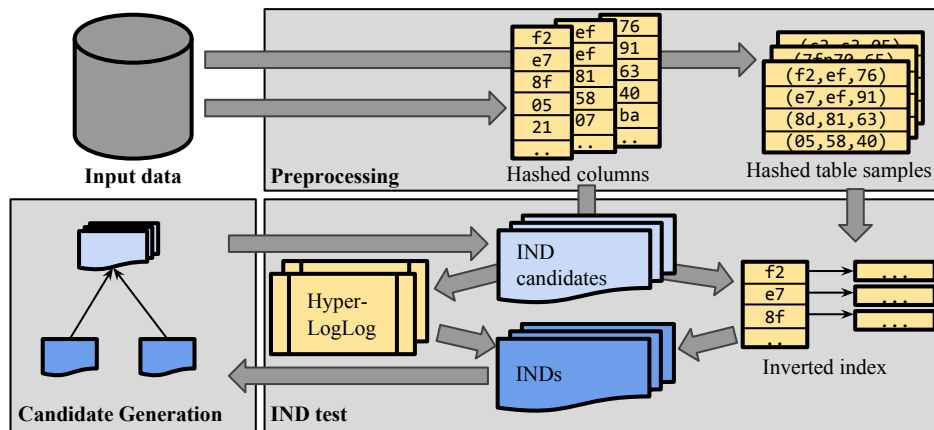 f2
e7
8f
05
21
..
ef
ef
81
58
07
..
76
91
63
40
ba
..
(f2,ef,76)
(e7,ef,91)
(8d,81,63)
(05,58,40)
Input data
Preprocessing
Hashed columns
Hashed table samples
IND
candidates
Hyper-
LogLog
INDs
f2
e7
8f
..
...
...
...
Inverted index
Candidate Generation
IND test